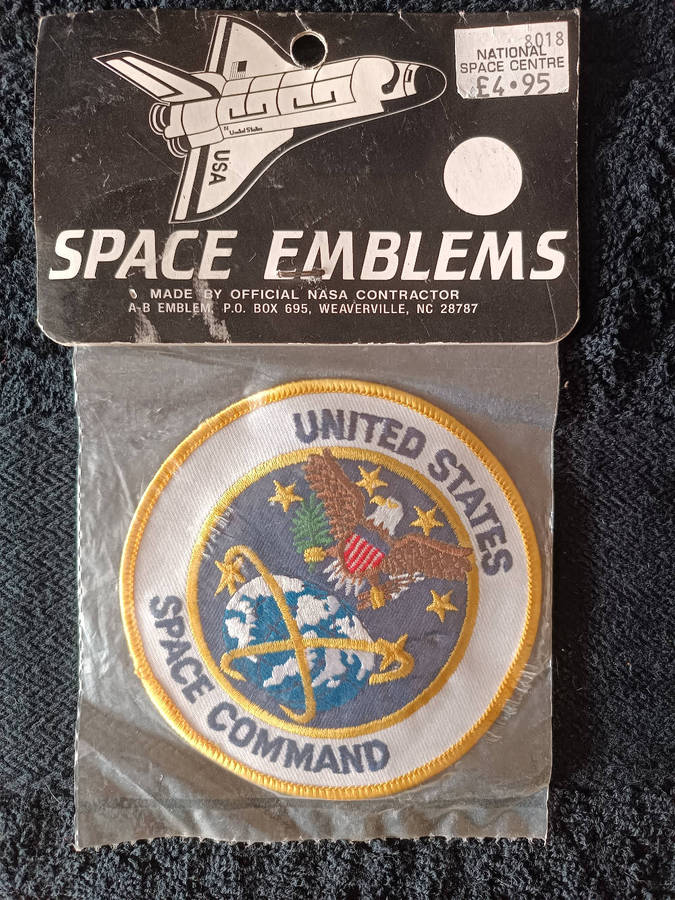 8018
NATIONAL
SPACE CENTRE
£4.95
United States
USA
SPACE EMBLEMS
MADE BY OFFICIAL NASA CONTRACTOR
A-B EMBLEM, P.O. BOX 695, WEAVERVILLE, NC 28787
UNITED STATES
SPACE COMMAND